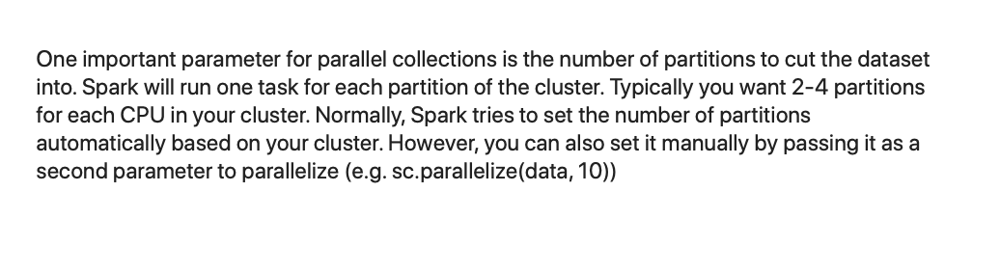 One important parameter for parallel collections is the number of partitions to cut the dataset
into. Spark will run one task for each partition of the cluster. Typically you want 2-4 partitions
for each CPU in your cluster. Normally, Spark tries to set the number of partitions
automatically based on your cluster. However, you can also set it manually by passing it as a
second parameter to parallelize (e.g. sc.parallelize(data, 10))